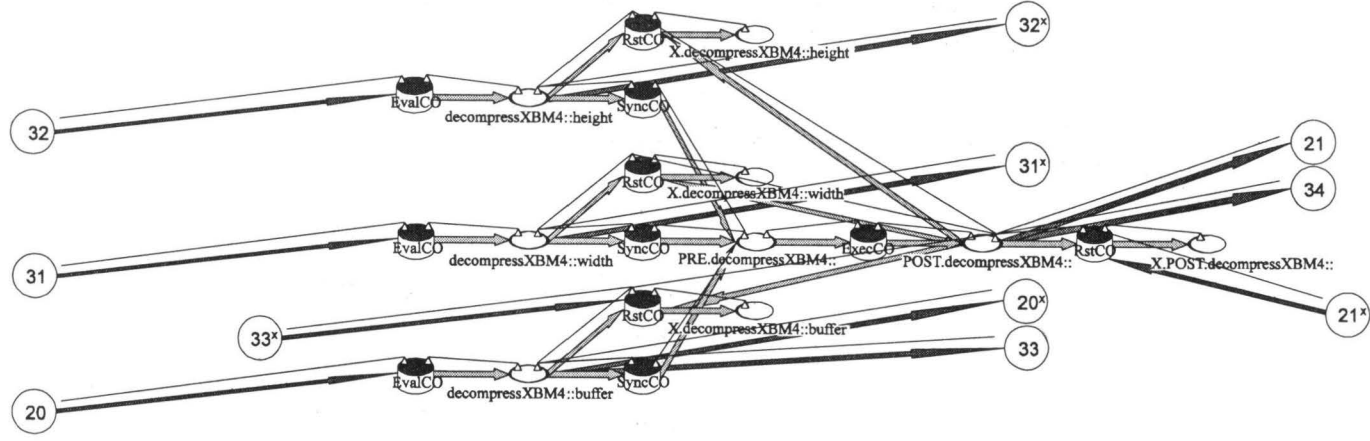 32ˣ
RstCO
X.decompressXBM4::height
EvalCO
SyncCO
32
decompressXBM4::height
21
31ˣ
RstCO
34
X.decompressXBM4::width
EvalCO
SyncCO
ExecCO
RstCO
31
decompressXBM4::width
PRE.decompressXBM4::
POST.decompressXBM4::
X.POST.decompressXBM4::
RstCO
20ˣ
33ˣ
X.decompressXBM4::buffer
21ˣ
33
EvalCO
SyncCO
20
decompressXBM4::buffer